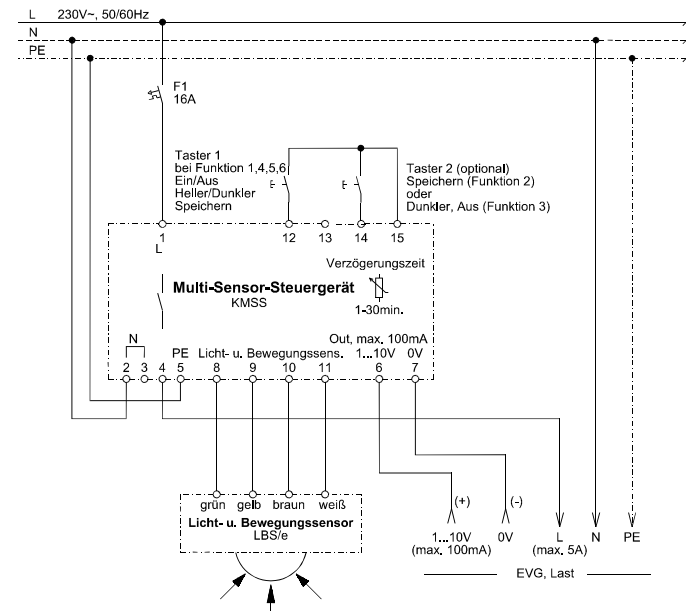 L 230V~, 50/60Hz
N
PE
F1
16A
Taster 1
bei Funktion 1,4,5,6
Ein/Aus
Heller/Dunkler
Speichern
Taster 2 (optional)
Speichern (Funktion 2)
oder
Dunkler, Aus (Funktion 3)
1 12 13 14 15
L
Verzögerungszeit
Multi-Sensor-Steuergerät
KMSS
1-30min.
Out, max. 100mA
N PE Licht- u. Bewegungssens. 1...10V 0V
2 3 4 5 8 9 10 11 6 7
grün gelb braun weiß
Licht- u. Bewegungssensor
LBS/e
(+) (-)
1...10V 0V L N PE
(max. 100mA) (max. 5A)
EVG, Last